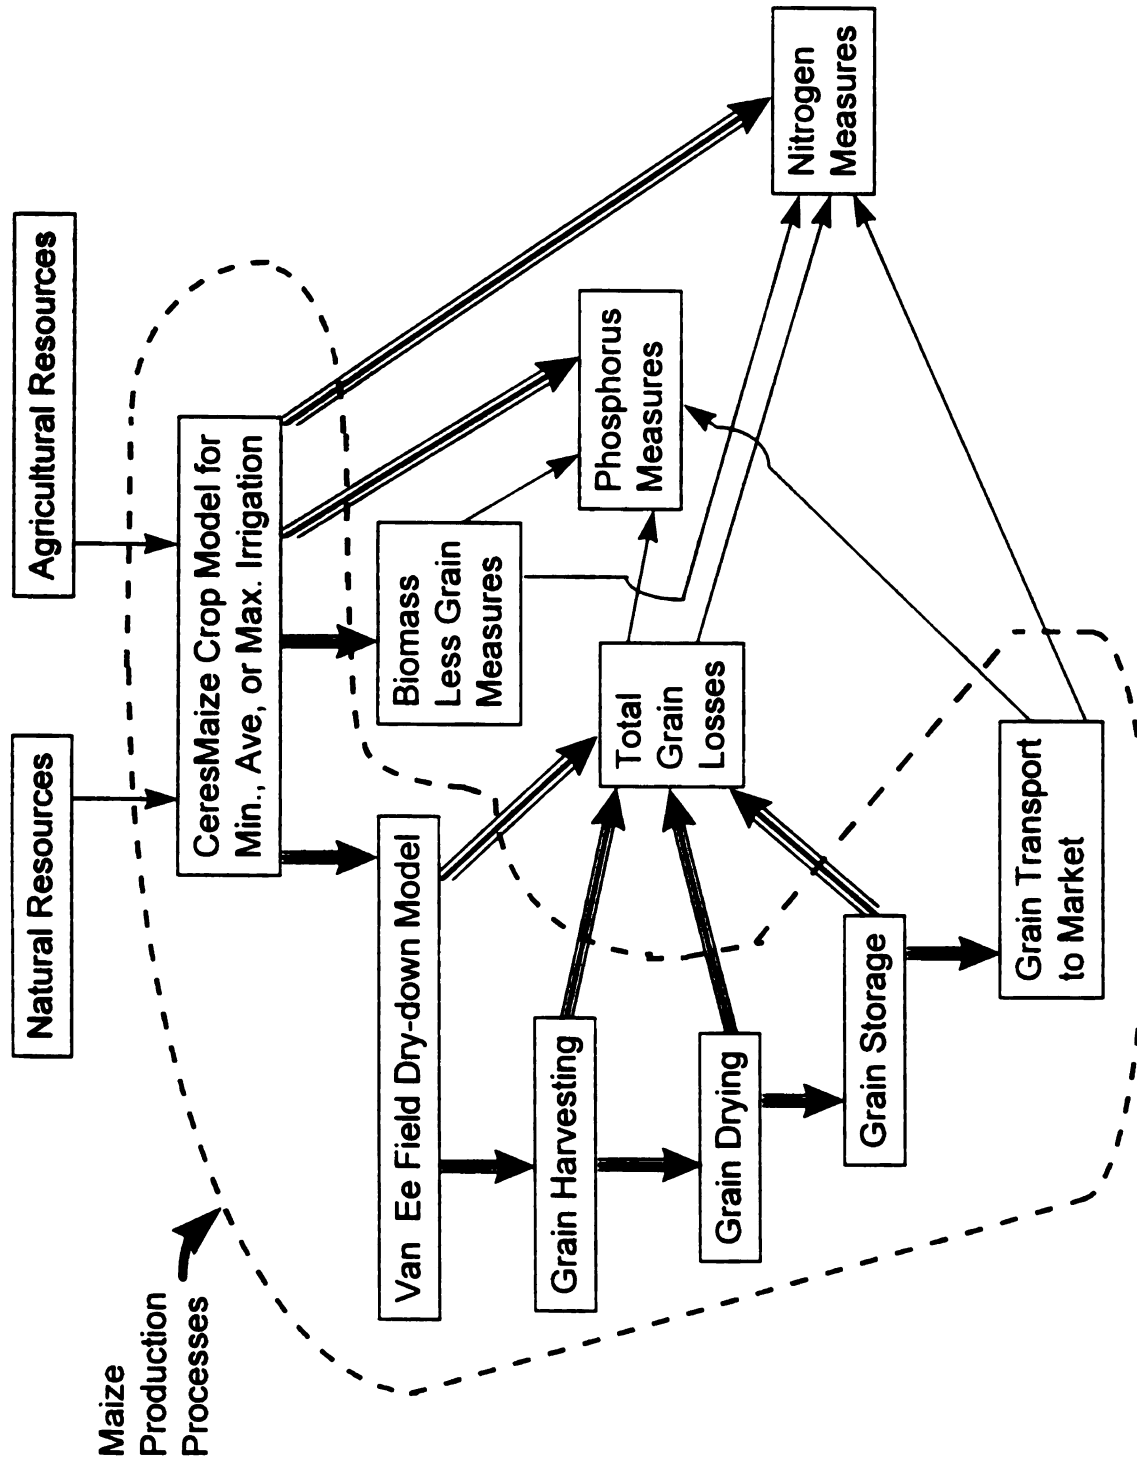 Maize
Production
Processes
Natural Resources
Agricultural Resources
CeresMaize Crop Model for
Min., Ave, or Max. Irrigation
Van Ee Field Dry-down Model
Biomass
Less Grain
Measures
Grain Harvesting
Total
Grain
Losses
Phosphorus
Measures
Grain Drying
Nitrogen
Measures
Grain Storage
Grain Transport
to Market